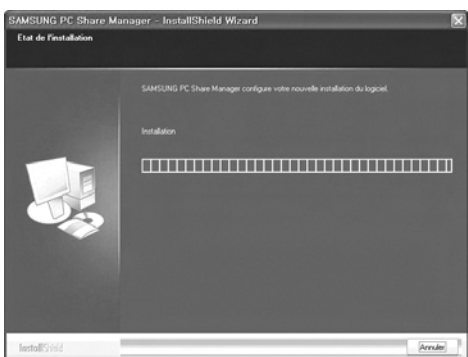 SAMSUNG PC Share Manager - InstallShield Wizard
Etat de l'installation
SAMSUNG PC Share Manager configure votre nouvelle installation du logiciel.
Installation
InstallShield
Annuler